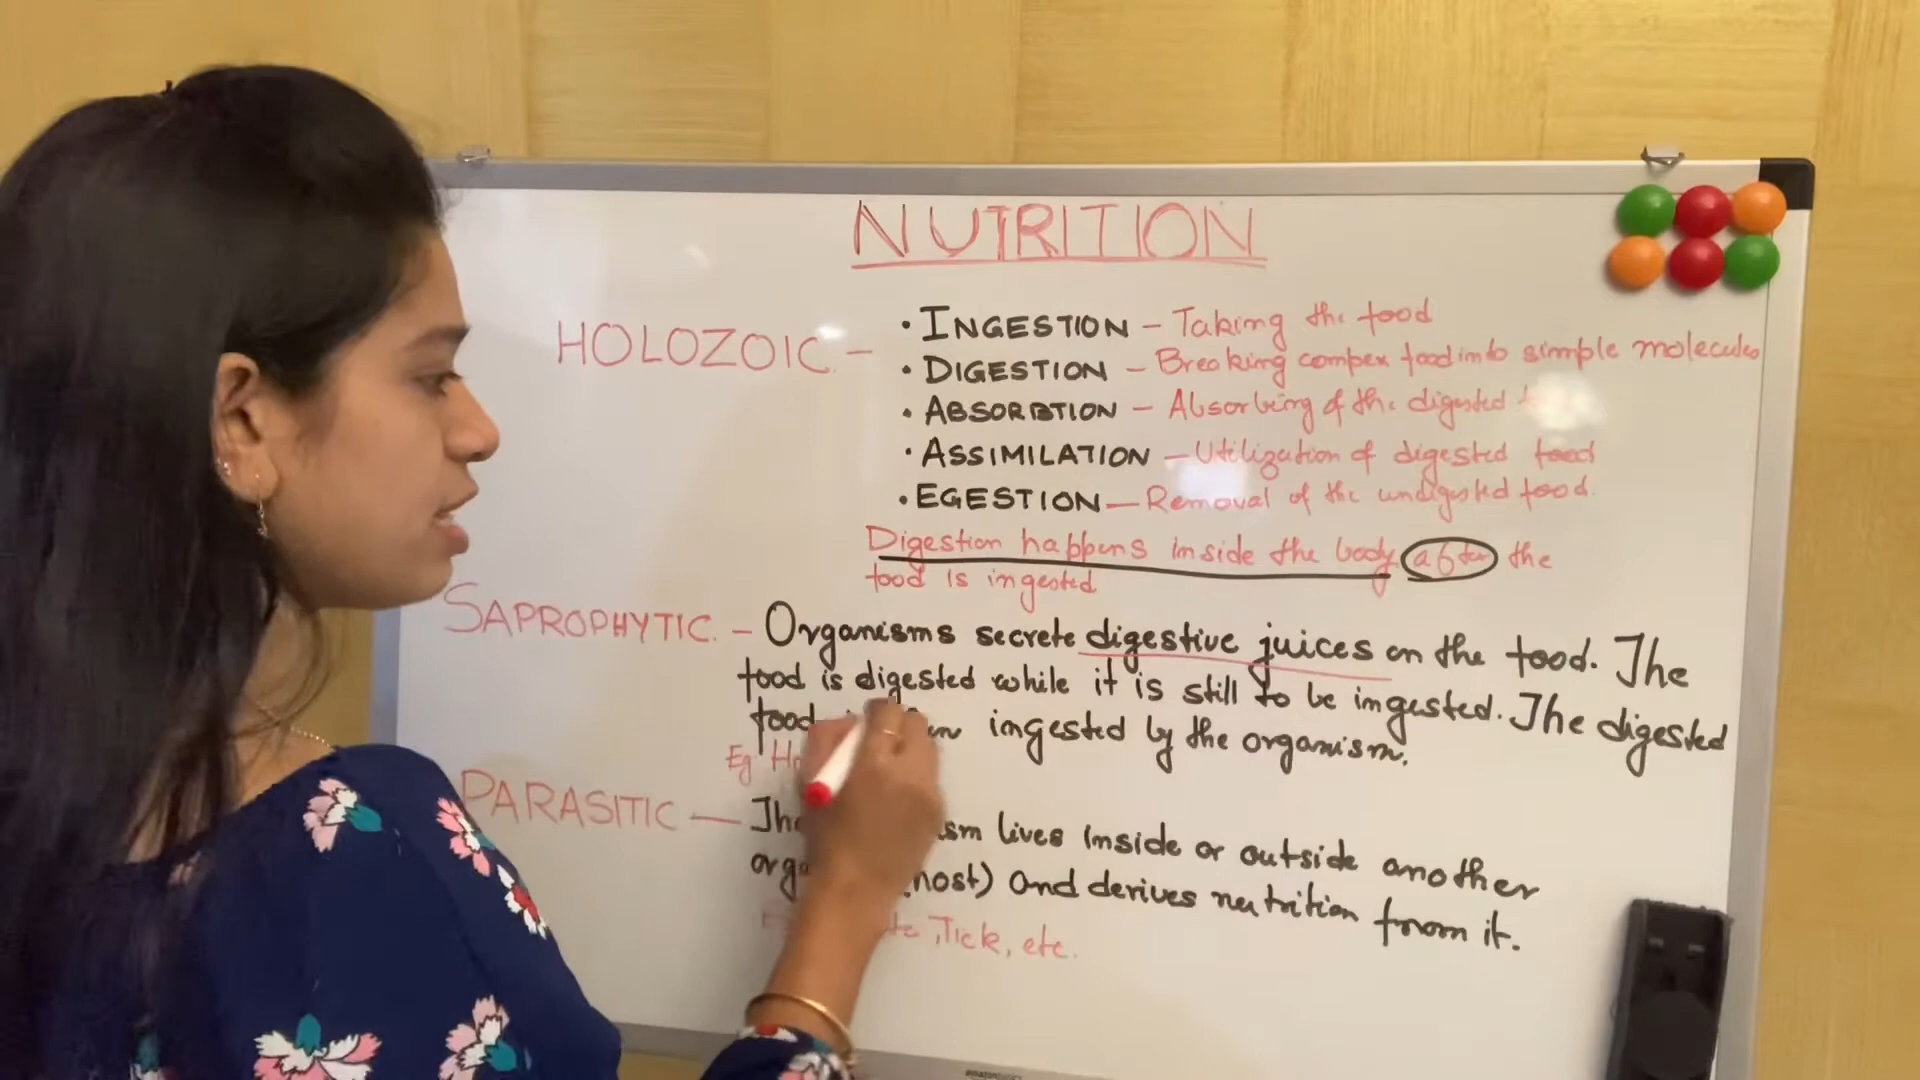 NUTRITION
HOLOZOIC -
• INGESTION - Taking the food
• DIGESTION - Breaking compex food into simple molecules
• ABSORBTION - Absorbing of the digested
• ASSIMILATION - Utilization of digested food
• EGESTION - Removal of the undigested food.
Digestion happens inside the body after the
food is ingested
SAPROPHYTIC. - Organisms secrete digestive juices on the food. The
food is digested while it is still to be ingested. The digested
food ingested by the organism.
Eg
PARASITIC - lives inside or outside another
host) and derives nutrition from it.
, Tick, etc.